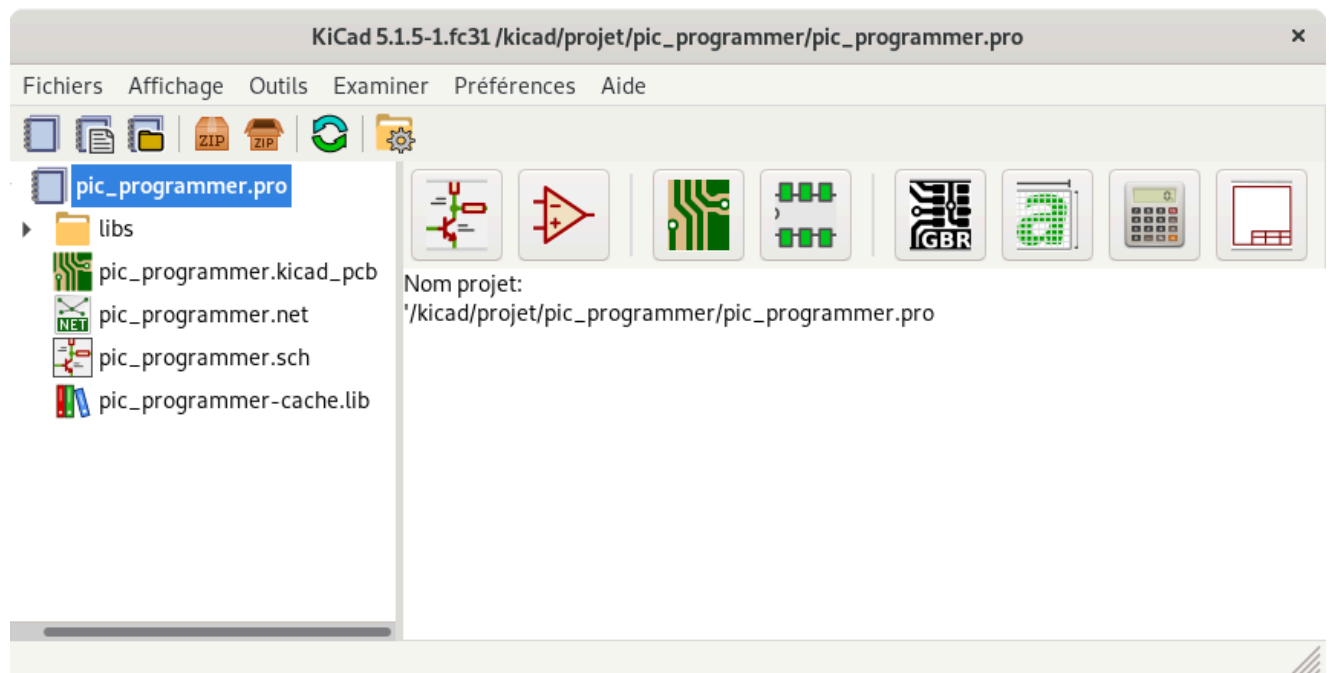 KiCad 5.1.5-1.fc31 /kicad/projet/pic_programmer/pic_programmer.pro ×
Fichiers Affichage Outils Examiner Préférences Aide
ZIP ZIP
pic_programmer.pro
libs
pic_programmer.kicad_pcb
NET pic_programmer.net
pic_programmer.sch
pic_programmer-cache.lib
GBR a 0.
Nom projet:
'/kicad/projet/pic_programmer/pic_programmer.pro